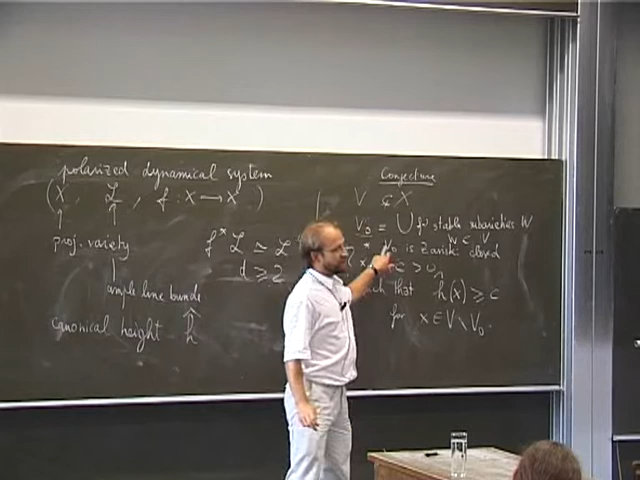 polarized dynamical system
(X, L, f : X → X )
↑ ↑
proj. variety
f* L ≃ L
d ≥ 2
ample line bundle
canonical height ĥ
Conjecture
V ⊊ X
V₀ = ⋃ f stable subvarieties W
W ⊂ V
* V₀ is Zariski closed
c > 0
that ĥ(x) ≥ c
for x ∈ V \ V₀.